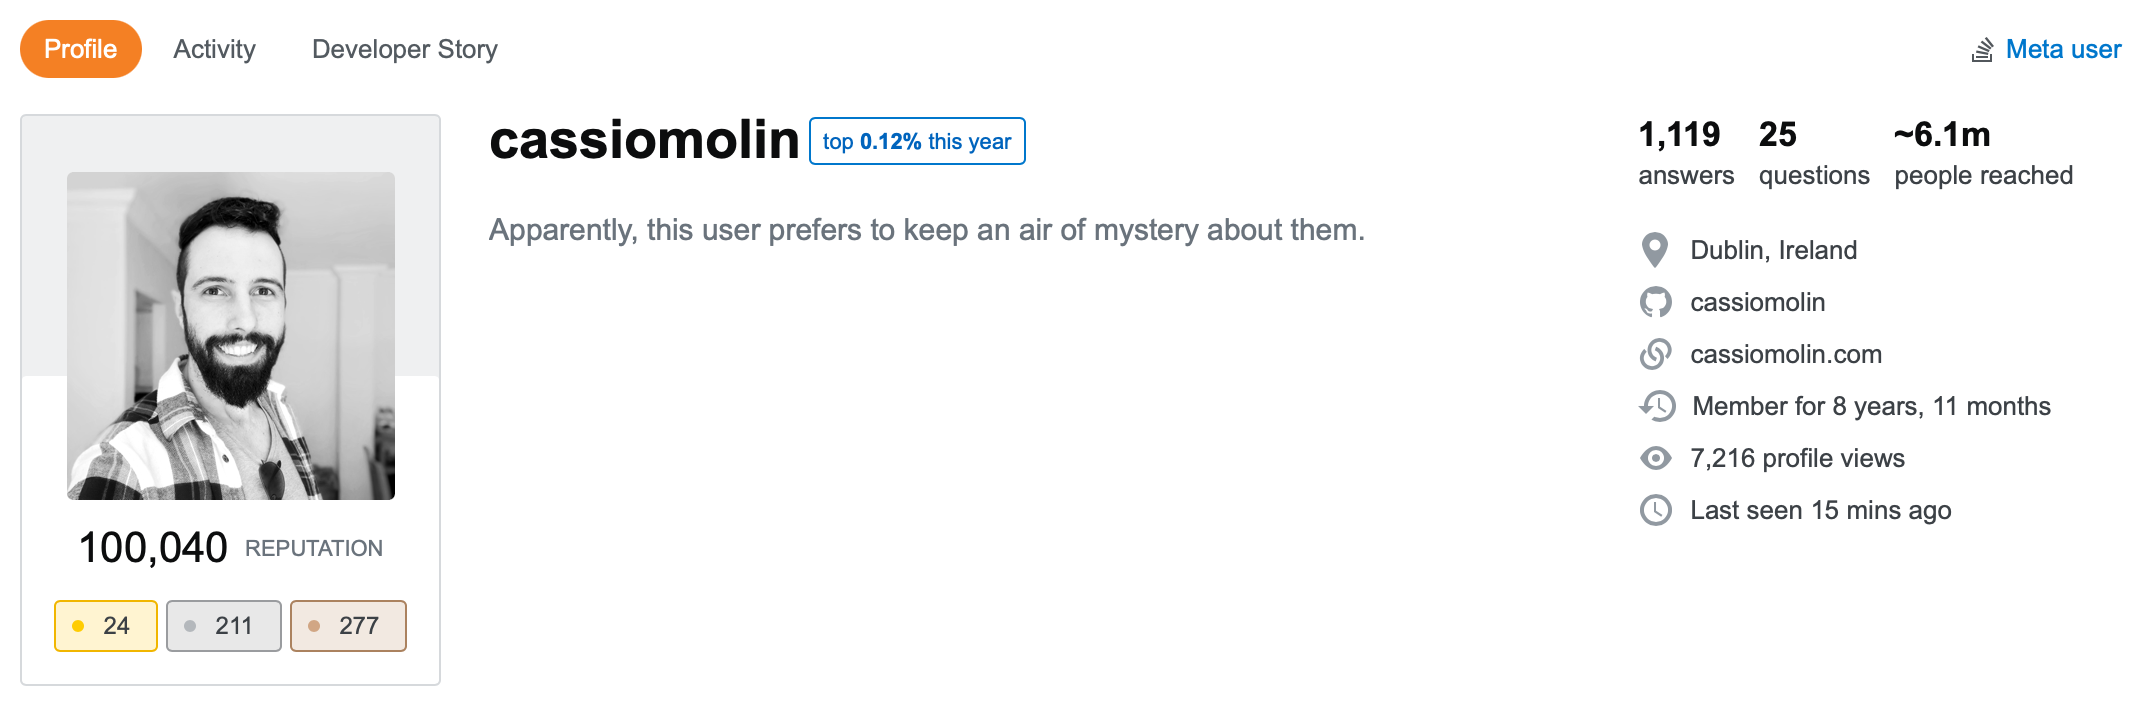 Profile Activity Developer Story Meta user
cassiomolin top 0.12% this year
Apparently, this user prefers to keep an air of mystery about them.
100,040 REPUTATION
24 211 277
1,119 25 ~6.1m
answers questions people reached
Dublin, Ireland
cassiomolin
cassiomolin.com
Member for 8 years, 11 months
7,216 profile views
Last seen 15 mins ago